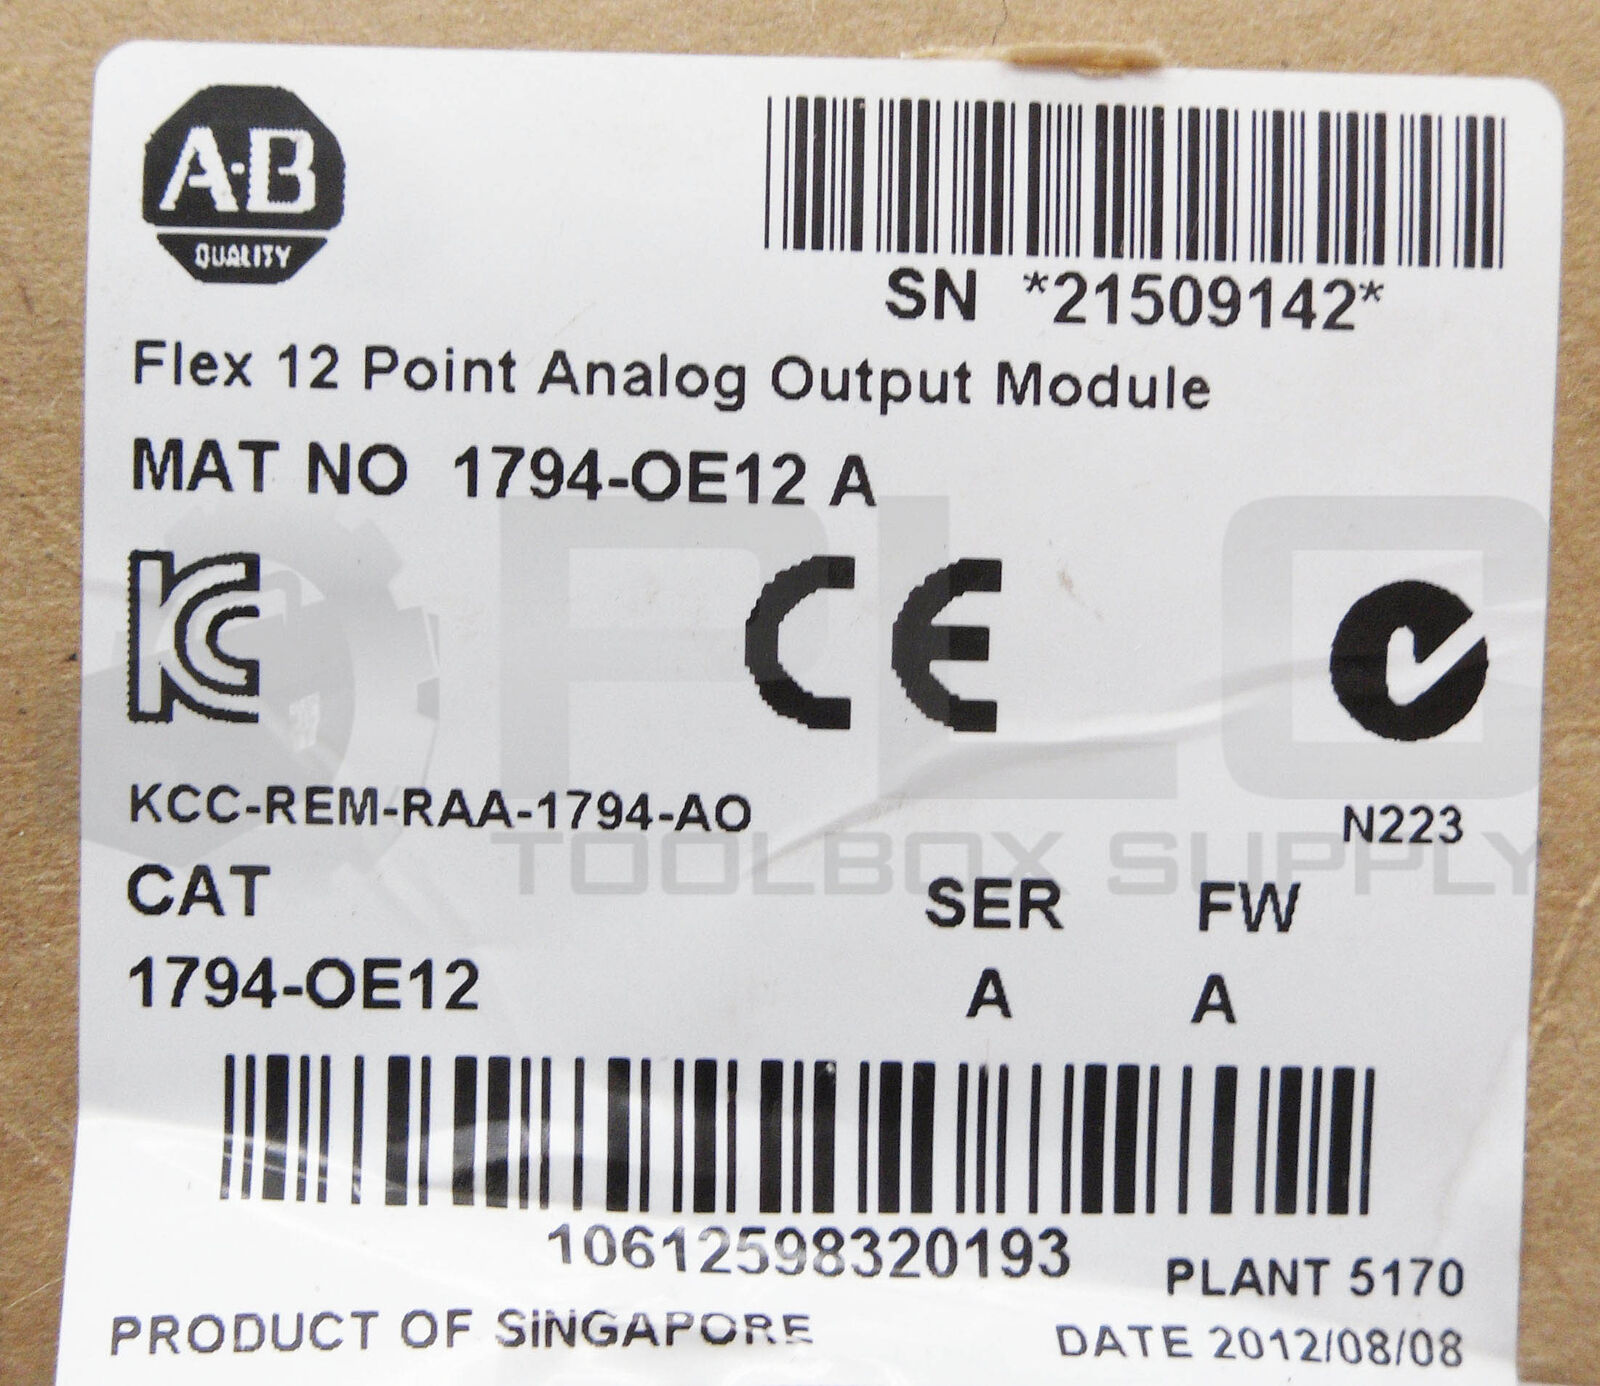 A-B
QUALITY
SN *21509142*
Flex 12 Point Analog Output Module
MAT NO 1794-OE12 A
PLC
TOOLBOX SUPPLY
KCC-REM-RAA-1794-AO
N223
CAT SER FW
1794-OE12 A A
10612598320193
PLANT 5170
PRODUCT OF SINGAPORE
DATE 2012/08/08